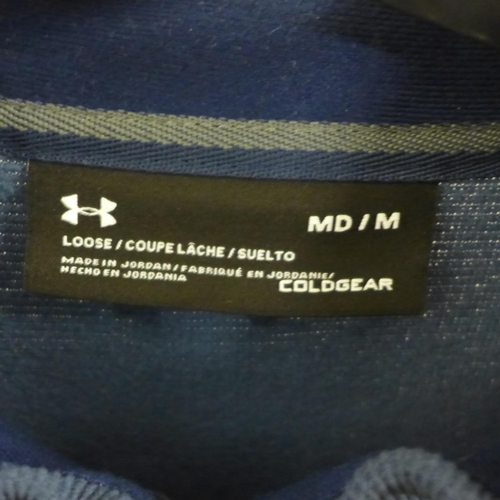 MD / M
LOOSE / COUPE LÂCHE / SUELTO
MADE IN JORDAN / FABRIQUÉ EN JORDANIE/
HECHO EN JORDANIA
COLDGEAR